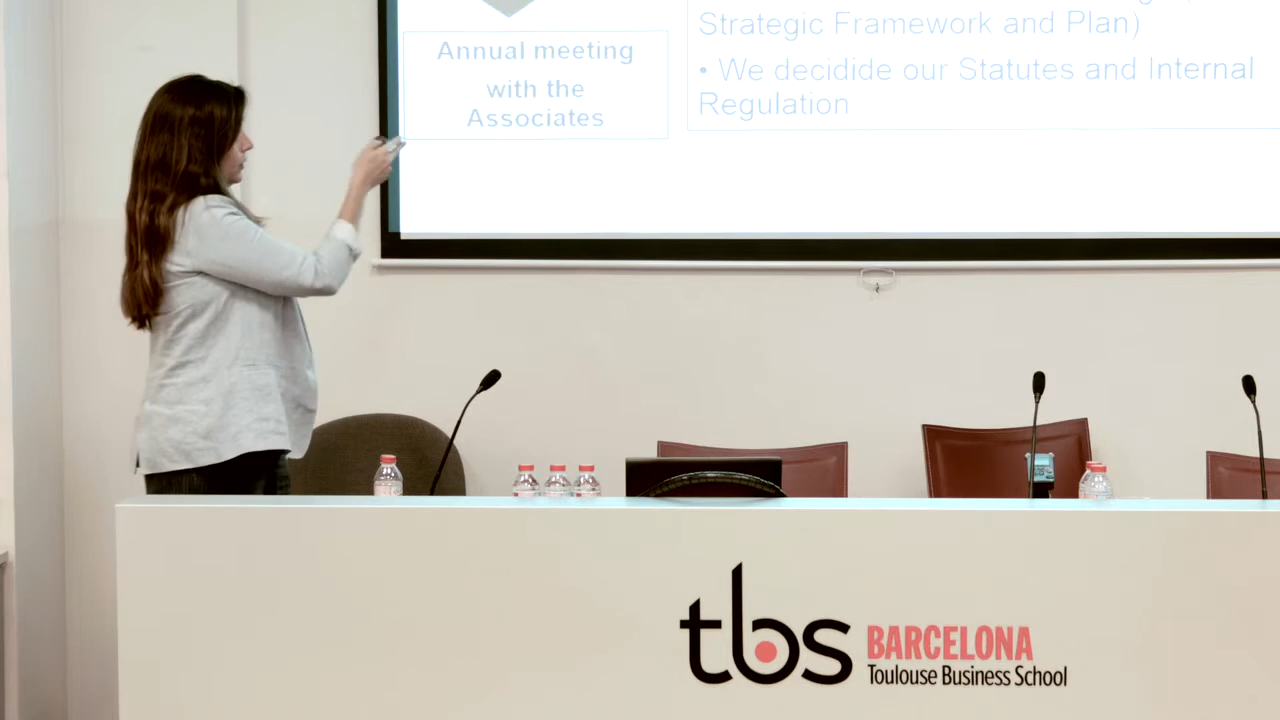 Annual meeting
with the
Associates
Strategic Framework and Plan)
• We decidide our Statutes and Internal
Regulation
tbs
BARCELONA
Toulouse Business School